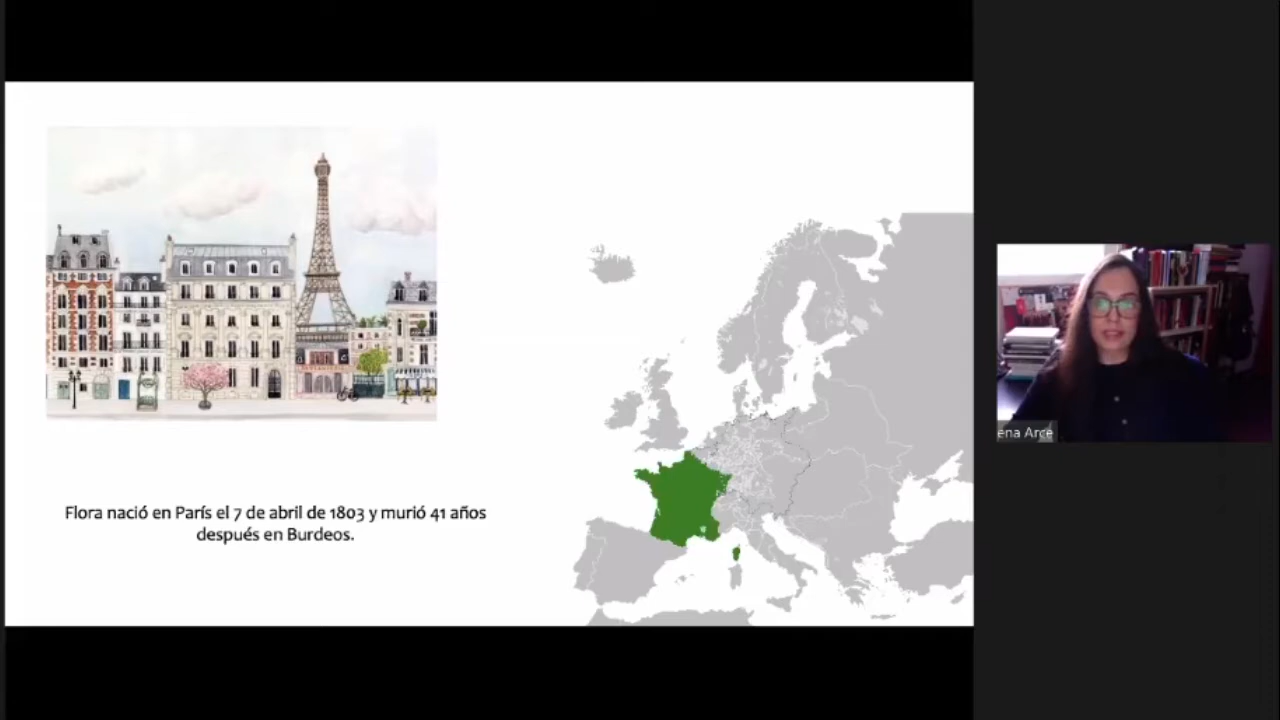 Flora nació en París el 7 de abril de 1803 y murió 41 años
después en Burdeos.
ena Arce